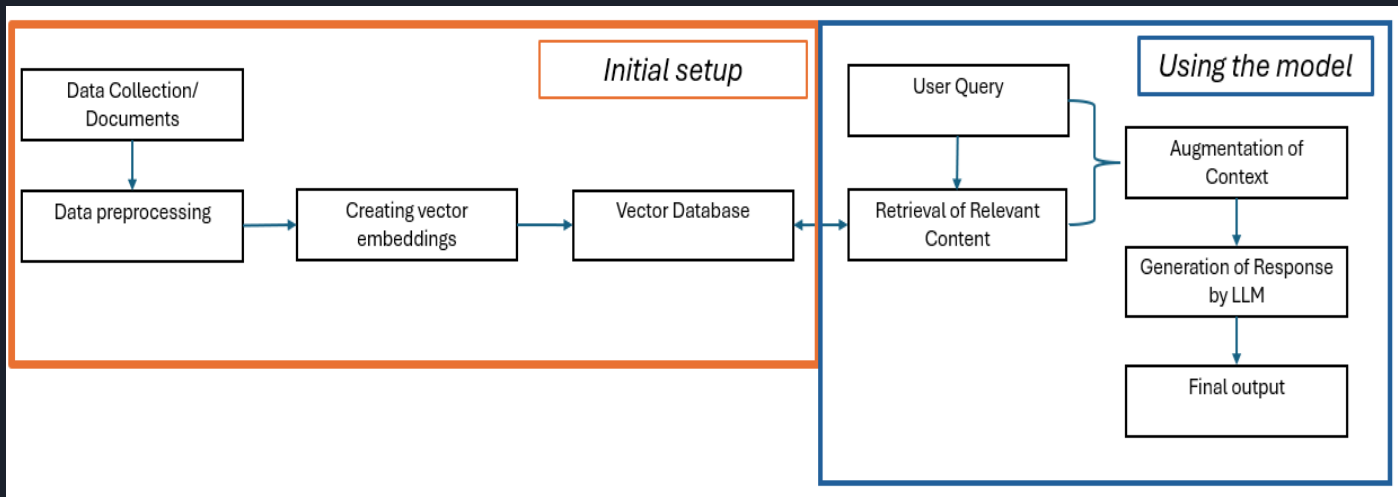 Initial setup
Data Collection/
Documents
Data preprocessing
Creating vector
embeddings
Vector Database
Using the model
User Query
Retrieval of Relevant
Content
Augmentation of
Context
Generation of Response
by LLM
Final output